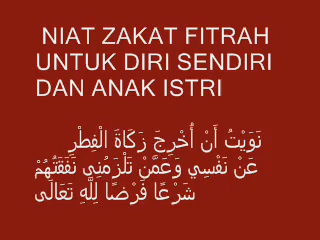 NIAT ZAKAT FITRAH
UNTUK DIRI SENDIRI
DAN ANAK ISTRI
نَوَيْتُ أَنْ أُخْرِجَ زَكَاةَ الْفِطْرِ
عَنْ نَفْسِي وَعَمَّنْ تَلْزَمُنِى نَفَقَتُهُمْ
شَرْعًا فَرْضًا لِلَّهِ تَعَالَى